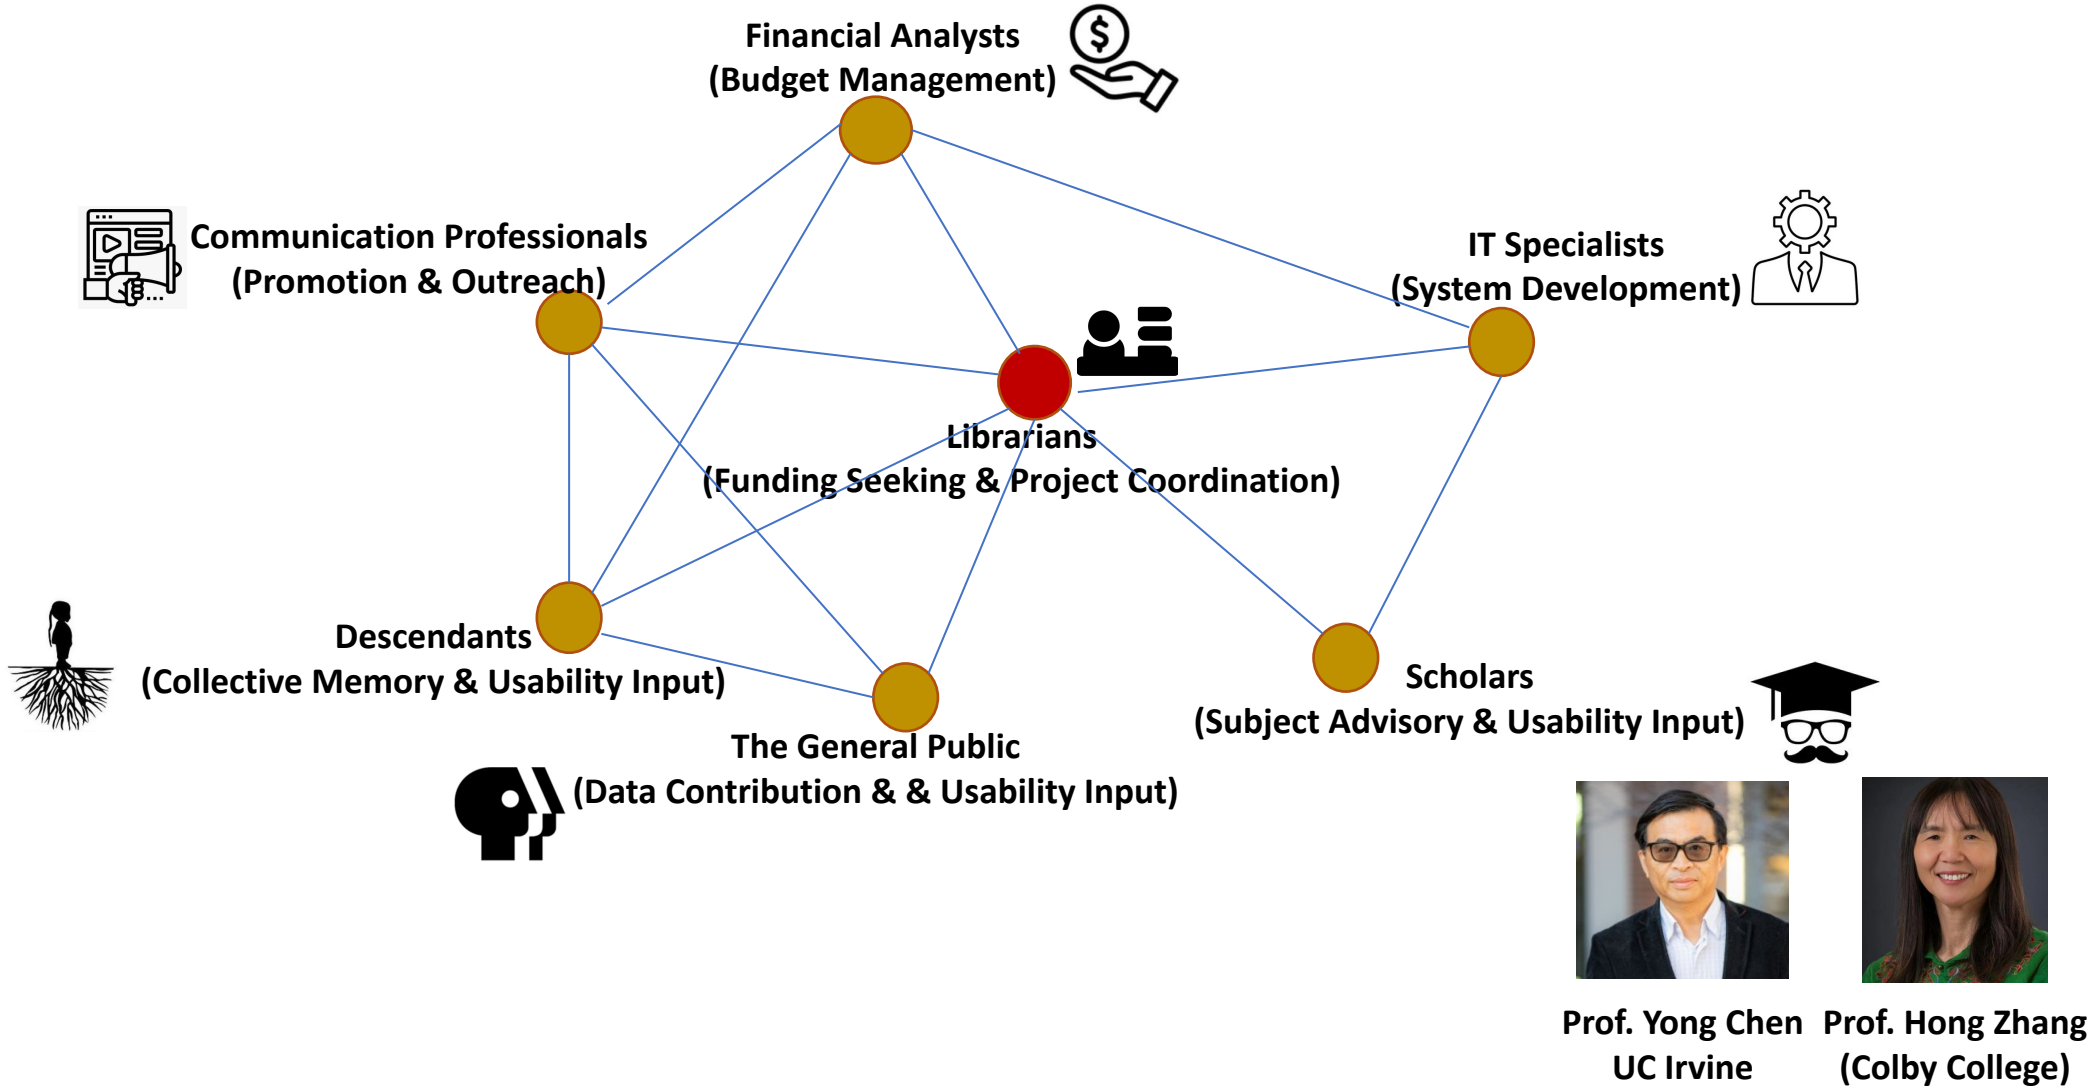 Financial Analysts
(Budget Management)
$
Communication Professionals
(Promotion & Outreach)
IT Specialists
(System Development)
Librarians
(Funding Seeking & Project Coordination)
Descendants
(Collective Memory & Usability Input)
Scholars
(Subject Advisory & Usability Input)
The General Public
(Data Contribution & & Usability Input)
Prof. Yong Chen
UC Irvine
Prof. Hong Zhang
(Colby College)